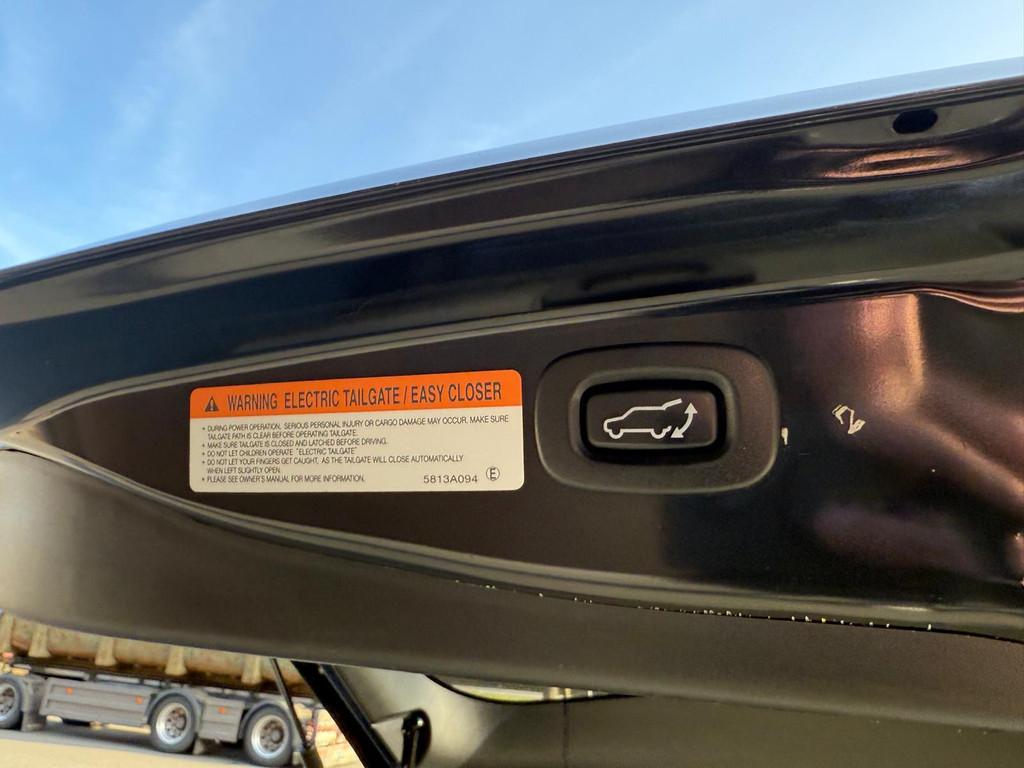 WARNING ELECTRIC TAILGATE / EASY CLOSER
• DURING POWER OPERATION, SERIOUS PERSONAL INJURY OR CARGO DAMAGE MAY OCCUR. MAKE SURE
TAILGATE PATH IS CLEAR BEFORE OPERATING TAILGATE.
• MAKE SURE TAILGATE IS CLOSED AND LATCHED BEFORE DRIVING.
• DO NOT LET CHILDREN OPERATE "ELECTRIC TAILGATE"
• DO NOT LET YOUR FINGERS GET CAUGHT, AS THE TAILGATE WILL CLOSE AUTOMATICALLY
WHEN LEFT SLIGHTLY OPEN.
• PLEASE SEE OWNER'S MANUAL FOR MORE INFORMATION.
5813A094 Ⓔ